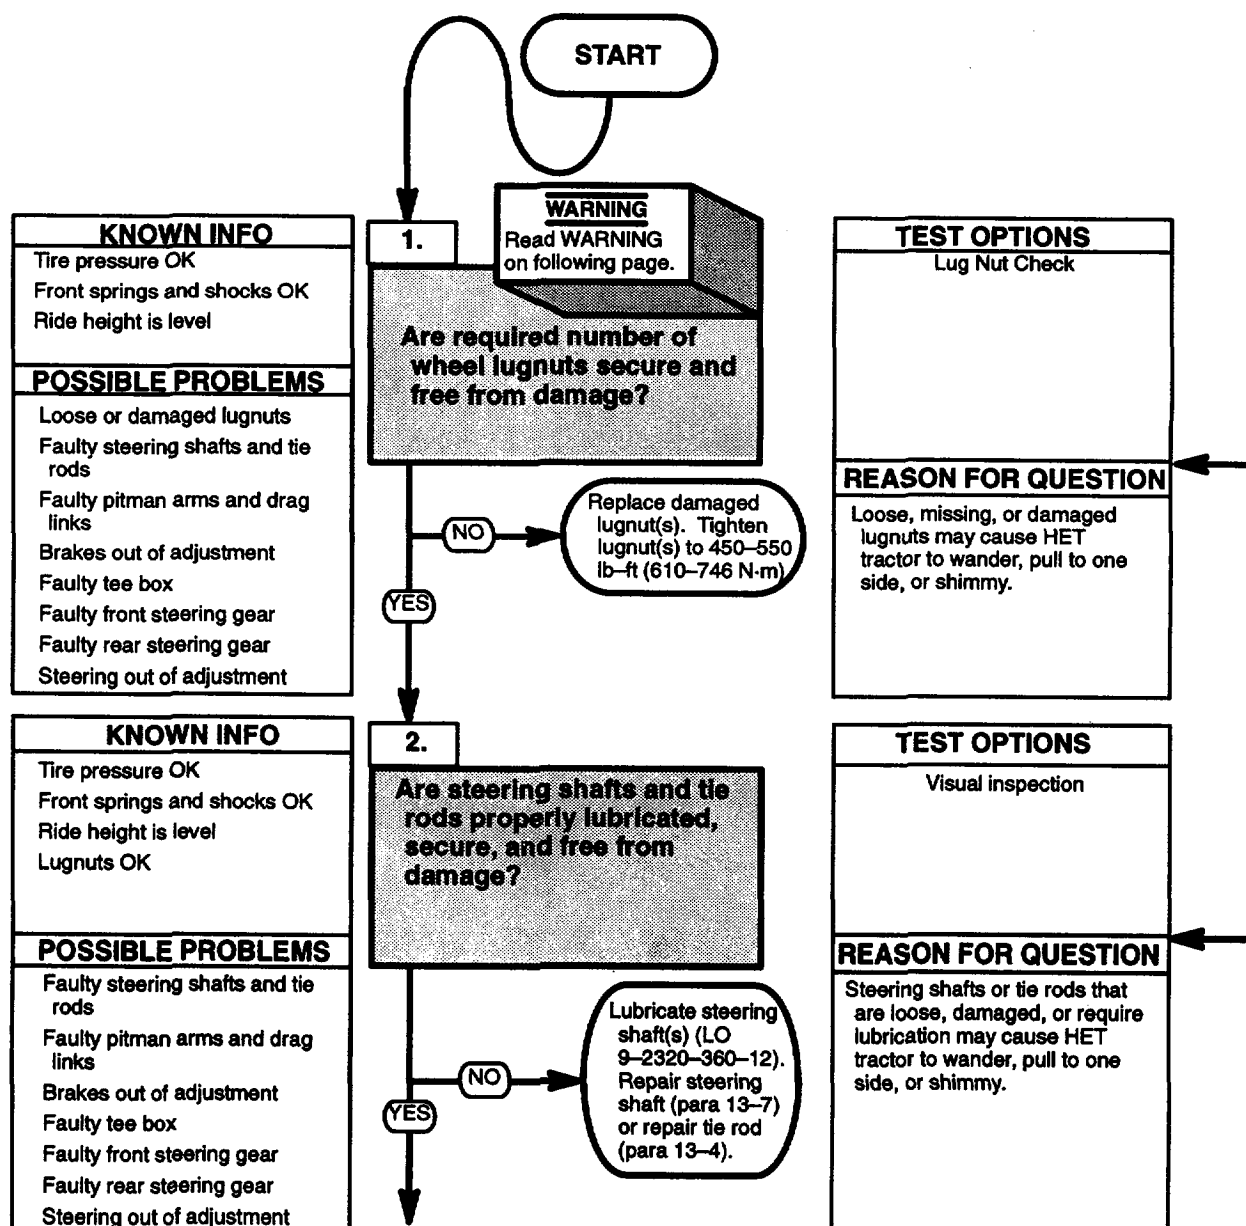 START
WARNING
Read WARNING
on following page.
1.
Are required number of
wheel lugnuts secure and
free from damage?
KNOWN INFO
Tire pressure OK
Front springs and shocks OK
Ride height is level
POSSIBLE PROBLEMS
Loose or damaged lugnuts
Faulty steering shafts and tie
rods
Faulty pitman arms and drag
links
Brakes out of adjustment
Faulty tee box
Faulty front steering gear
Faulty rear steering gear
Steering out of adjustment
NO
Replace damaged
lugnut(s). Tighten
lugnut(s) to 450–550
lb–ft (610–746 N·m)
YES
TEST OPTIONS
Lug Nut Check
REASON FOR QUESTION
Loose, missing, or damaged
lugnuts may cause HET
tractor to wander, pull to one
side, or shimmy.
KNOWN INFO
Tire pressure OK
Front springs and shocks OK
Ride height is level
Lugnuts OK
POSSIBLE PROBLEMS
Faulty steering shafts and tie
rods
Faulty pitman arms and drag
links
Brakes out of adjustment
Faulty tee box
Faulty front steering gear
Faulty rear steering gear
Steering out of adjustment
2.
Are steering shafts and tie
rods properly lubricated,
secure, and free from
damage?
NO
Lubricate steering
shaft(s) (LO
9–2320–360–12).
Repair steering
shaft (para 13–7)
or repair tie rod
(para 13–4).
YES
TEST OPTIONS
Visual inspection
REASON FOR QUESTION
Steering shafts or tie rods that
are loose, damaged, or require
lubrication may cause HET
tractor to wander, pull to one
side, or shimmy.